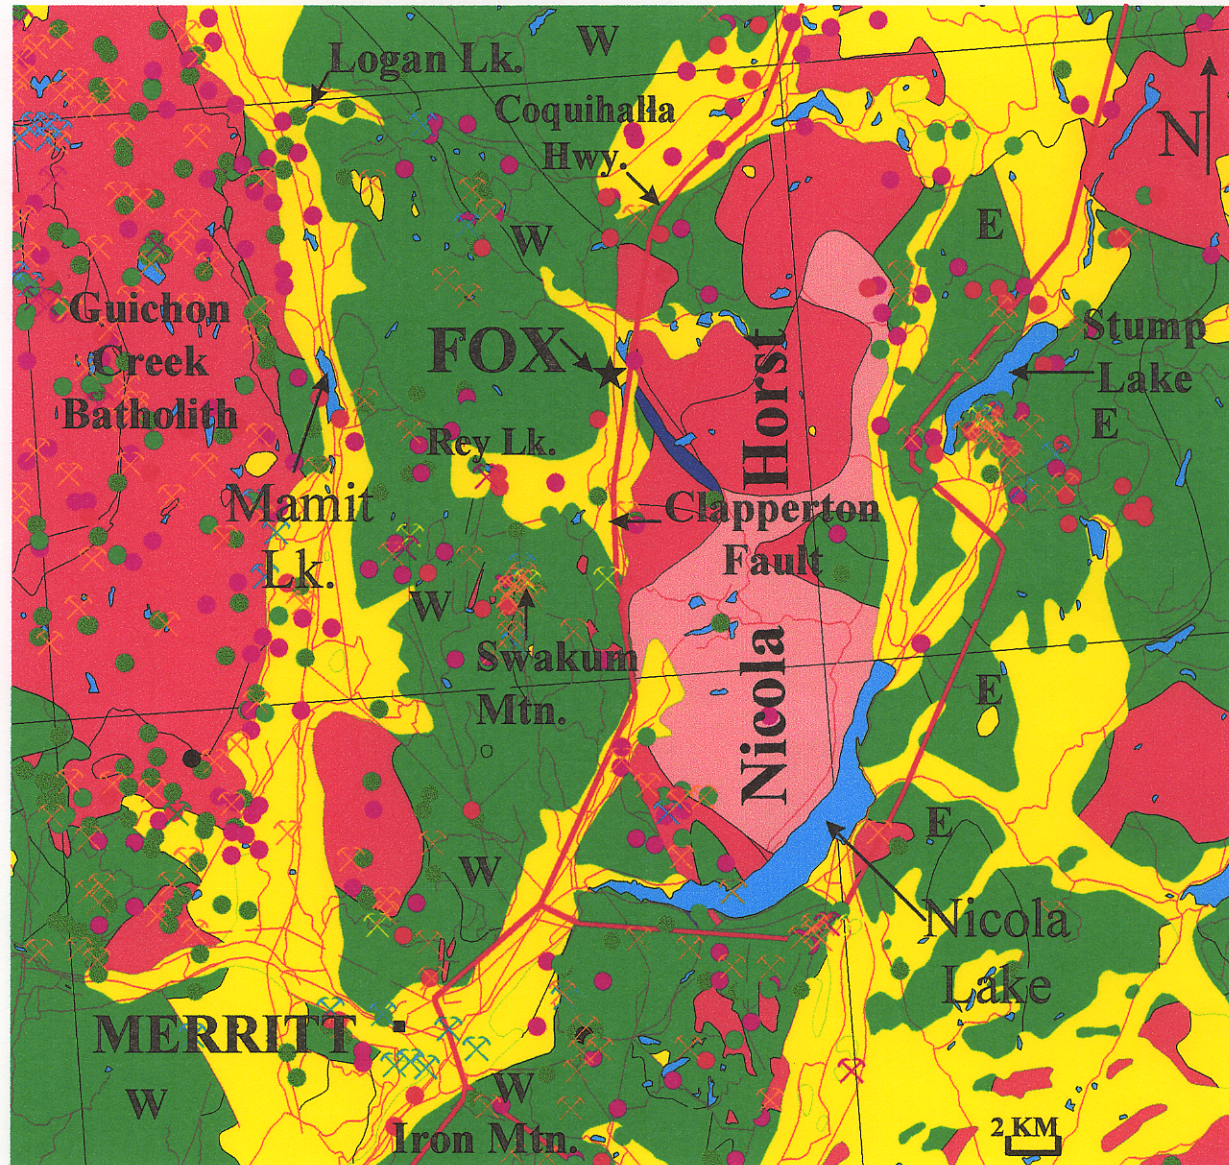 W
Logan Lk.
Coquihalla
Hwy.
N
W
E
Guichon
Creek
Batholith
FOX
Horst
Stump
Lake
E
Rey Lk.
Mamit
Lk.
Clapperton
Fault
W
Swakum
Mtn.
Nicola
E
E
W
Nicola
Lake
MERRITT
W
W
Iron Mtn.
2 KM